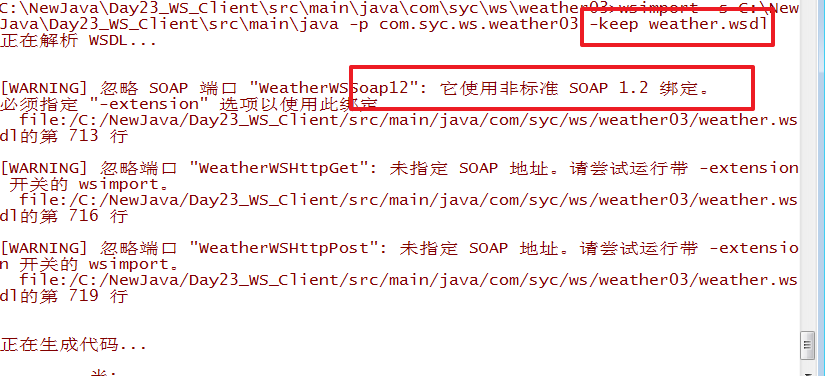 C:\NewJava\Day23_WS_Client\src\main\java\com\syc\ws\weather03>wsimport -s C:\New
Java\Day23_WS_Client\src\main\java -p com.syc.ws.weather03 -keep weather.wsdl
正在解析 WSDL...
[WARNING] 忽略 SOAP 端口 "WeatherWSSoap12": 它使用非标准 SOAP 1.2 绑定。
必须指定 "-extension" 选项以使用此绑定
file:/C:/NewJava/Day23_WS_Client/src/main/java/com/syc/ws/weather03/weather.ws
dl的第 713 行
[WARNING] 忽略端口 "WeatherWSHttpGet": 未指定 SOAP 地址。请尝试运行带 -extension
开关的 wsimport。
file:/C:/NewJava/Day23_WS_Client/src/main/java/com/syc/ws/weather03/weather.ws
dl的第 716 行
[WARNING] 忽略端口 "WeatherWSHttpPost": 未指定 SOAP 地址。请尝试运行带 -extensio
n 开关的 wsimport。
file:/C:/NewJava/Day23_WS_Client/src/main/java/com/syc/ws/weather03/weather.ws
dl的第 719 行
正在生成代码...